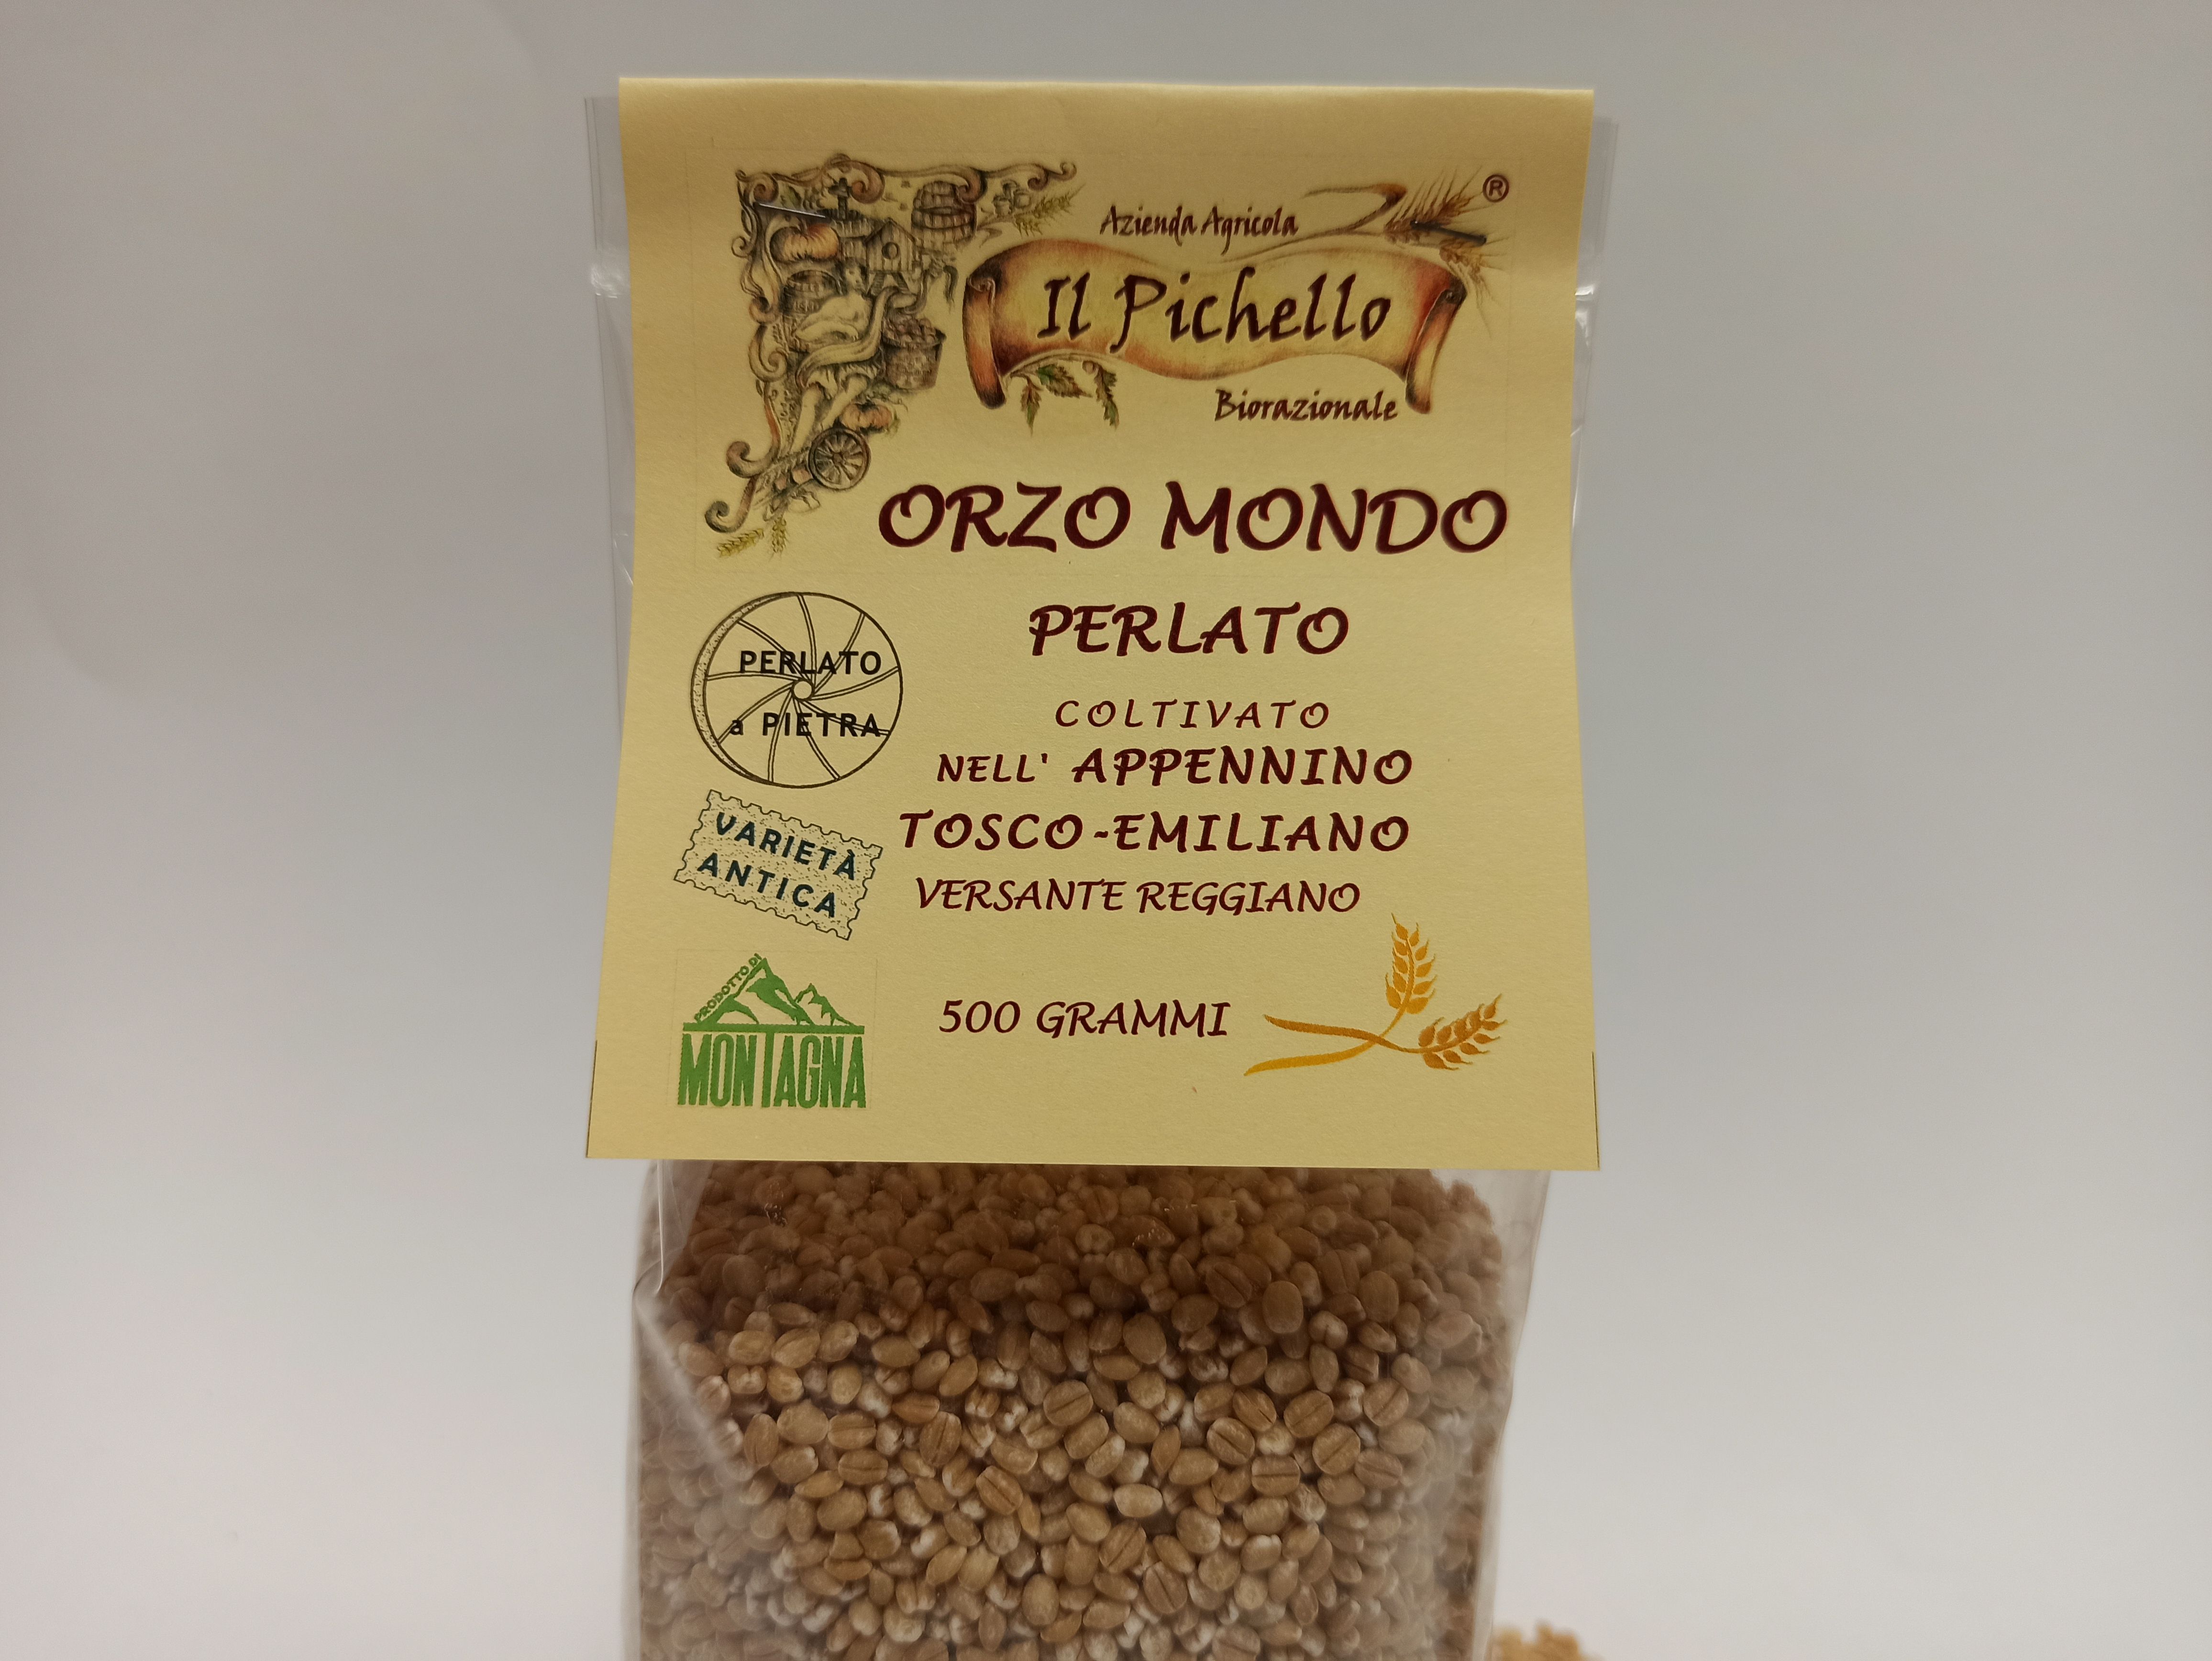 Azienda Agricola
®
Il Pichello
Biorazionale
ORZO MONDO
PERLATO
PERLATO
a PIETRA
COLTIVATO
NELL' APPENNINO
TOSCO-EMILIANO
VERSANTE REGGIANO
VARIETÀ
ANTICA
PRODOTTO DI
MONTAGNA
500 GRAMMI